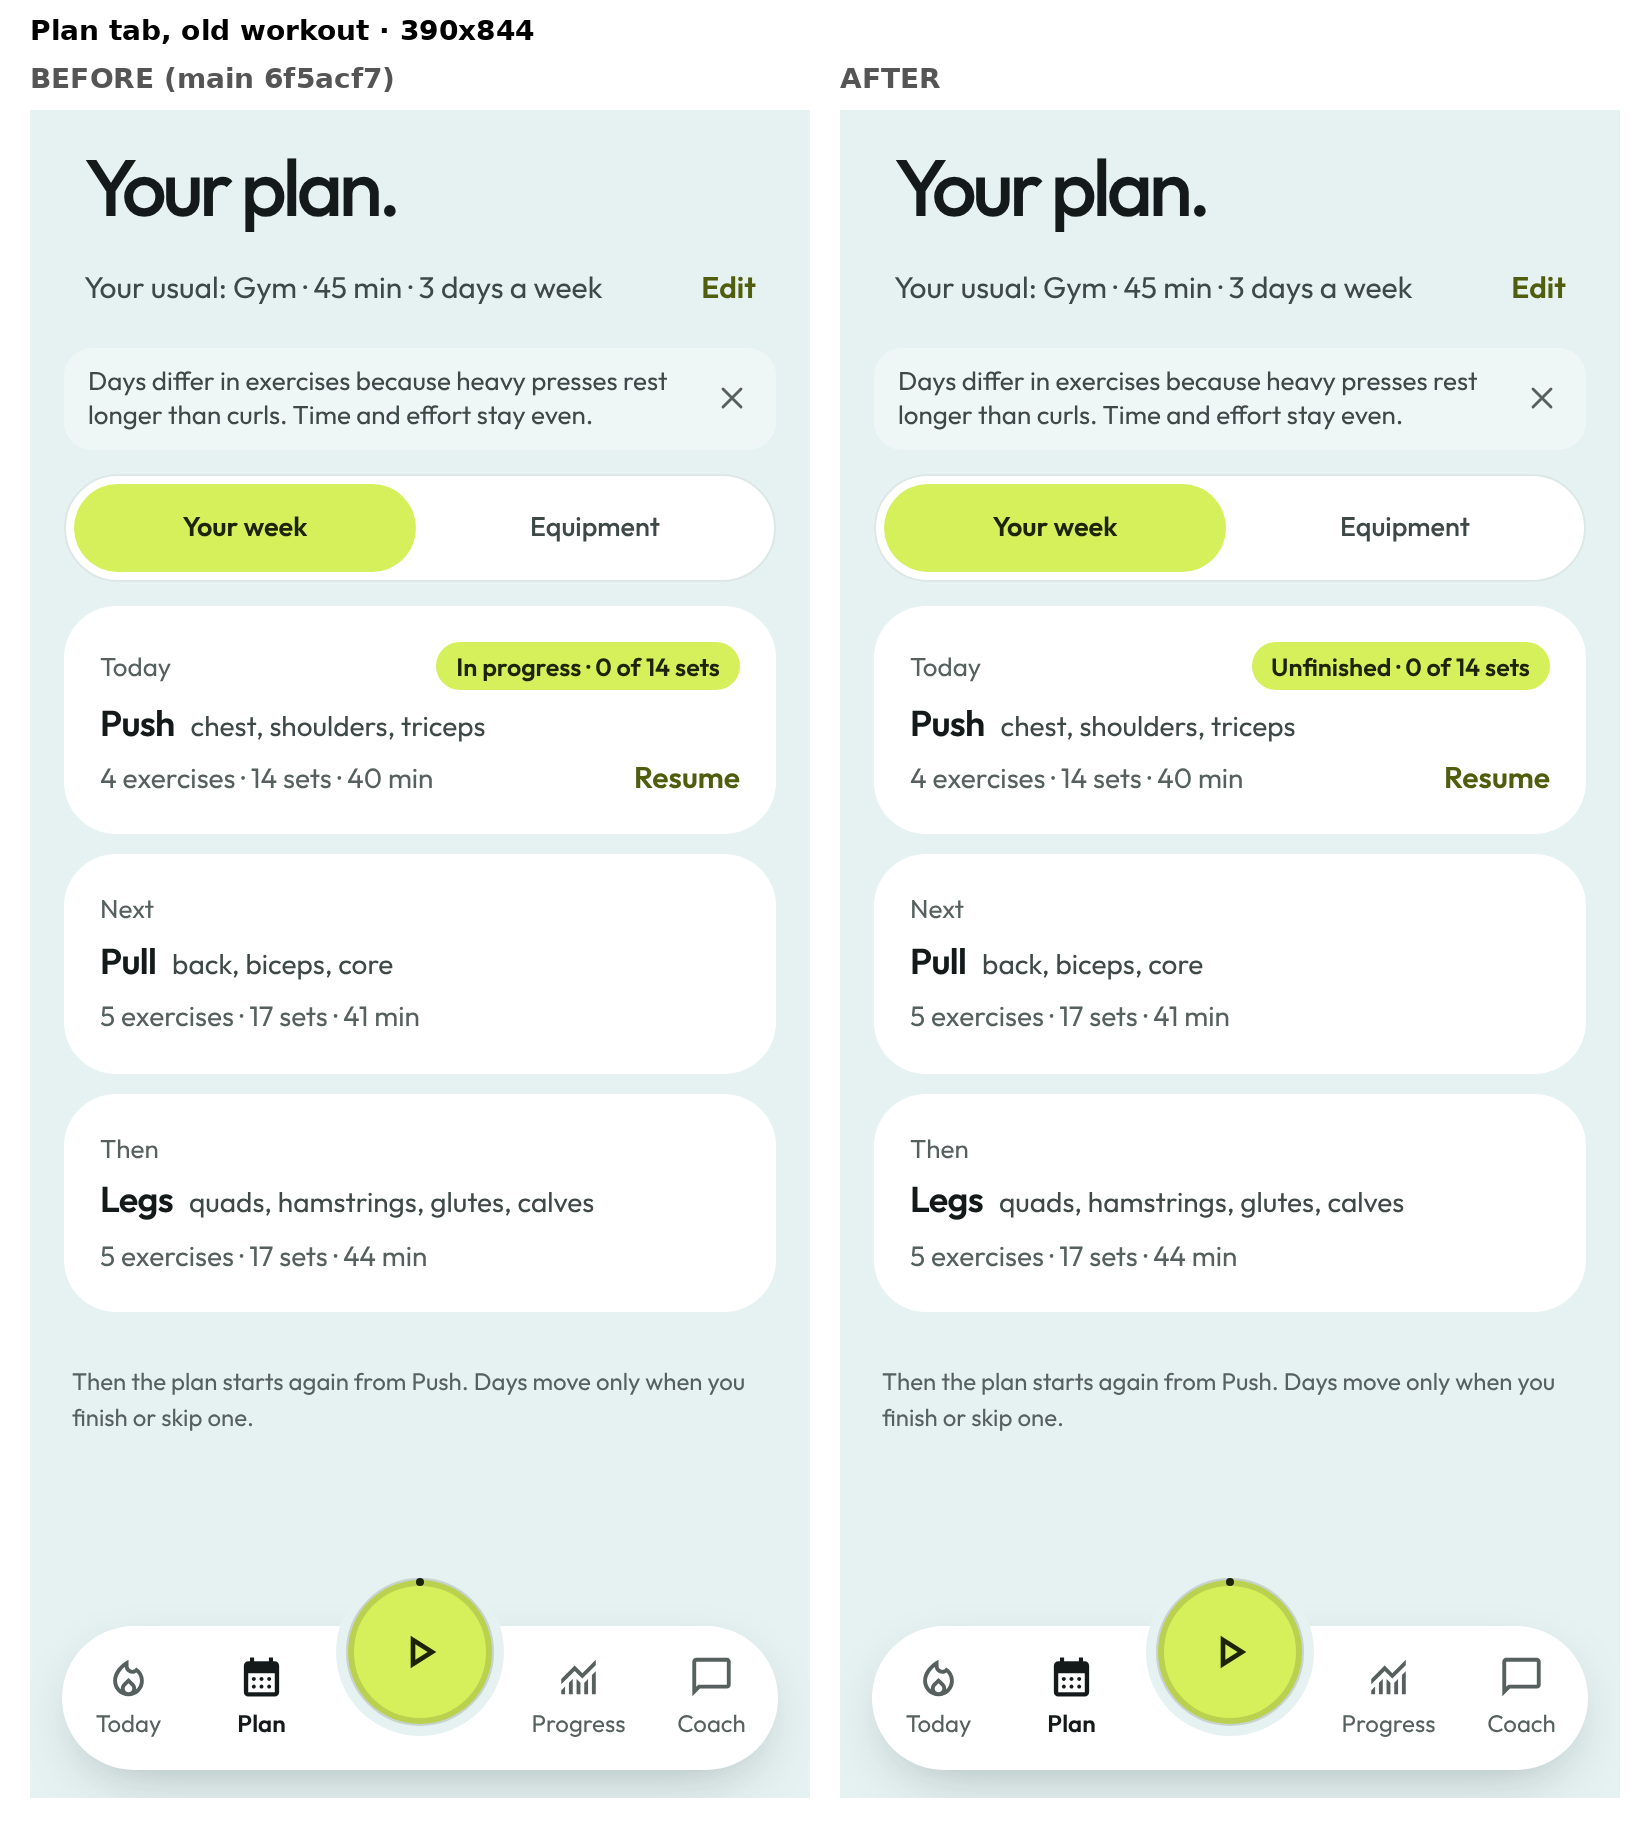 Plan tab, old workout · 390x844
BEFORE (main 6f5acf7)
Your plan.
Your usual: Gym · 45 min · 3 days a week
Edit
Days differ in exercises because heavy presses rest
longer than curls. Time and effort stay even.
Your week
Equipment
Today
In progress · 0 of 14 sets
Push chest, shoulders, triceps
4 exercises · 14 sets · 40 min
Resume
Next
Pull back, biceps, core
5 exercises · 17 sets · 41 min
Then
Legs quads, hamstrings, glutes, calves
5 exercises · 17 sets · 44 min
Then the plan starts again from Push. Days move only when you
finish or skip one.
Today
Plan
Progress
Coach
AFTER
Your plan.
Your usual: Gym · 45 min · 3 days a week
Edit
Days differ in exercises because heavy presses rest
longer than curls. Time and effort stay even.
Your week
Equipment
Today
Unfinished · 0 of 14 sets
Push chest, shoulders, triceps
4 exercises · 14 sets · 40 min
Resume
Next
Pull back, biceps, core
5 exercises · 17 sets · 41 min
Then
Legs quads, hamstrings, glutes, calves
5 exercises · 17 sets · 44 min
Then the plan starts again from Push. Days move only when you
finish or skip one.
Today
Plan
Progress
Coach